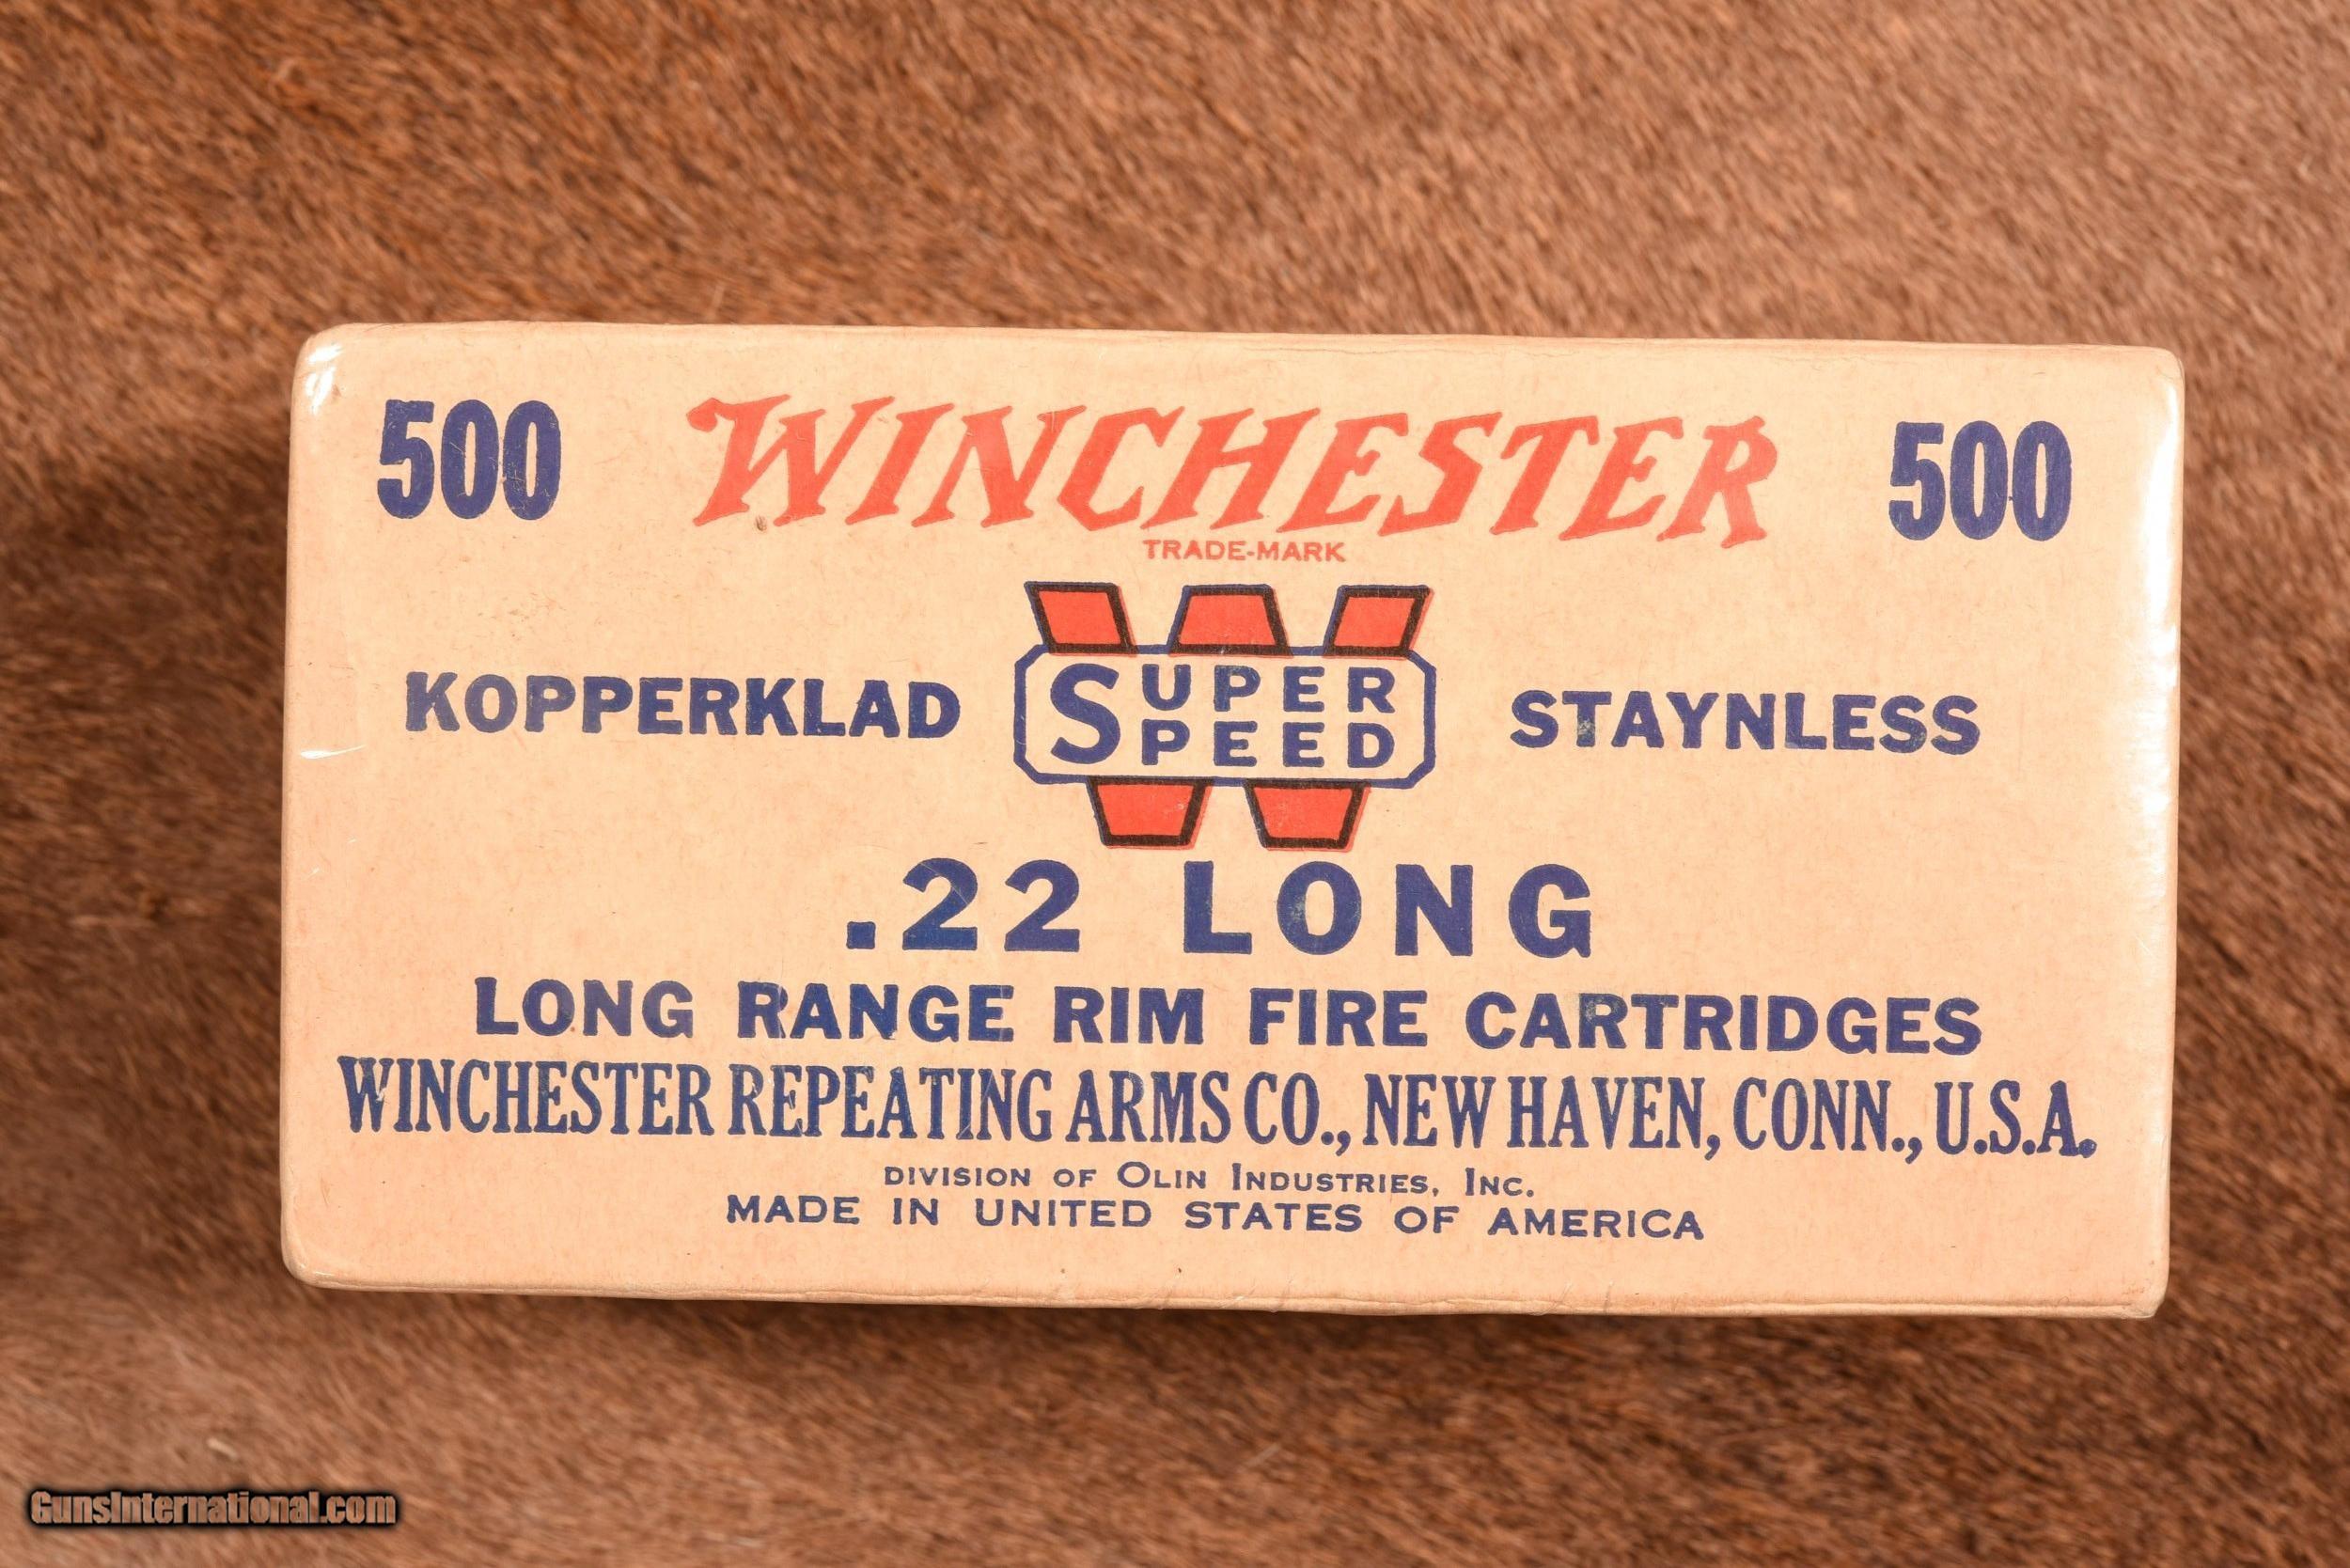 500 WINCHESTER 500
TRADE-MARK
KOPPERKLAD SUPER SPEED STAYNLESS
.22 LONG
LONG RANGE RIM FIRE CARTRIDGES
WINCHESTER REPEATING ARMS CO., NEW HAVEN, CONN., U.S.A.
DIVISION OF OLIN INDUSTRIES, INC.
MADE IN UNITED STATES OF AMERICA
GunsInternational.com